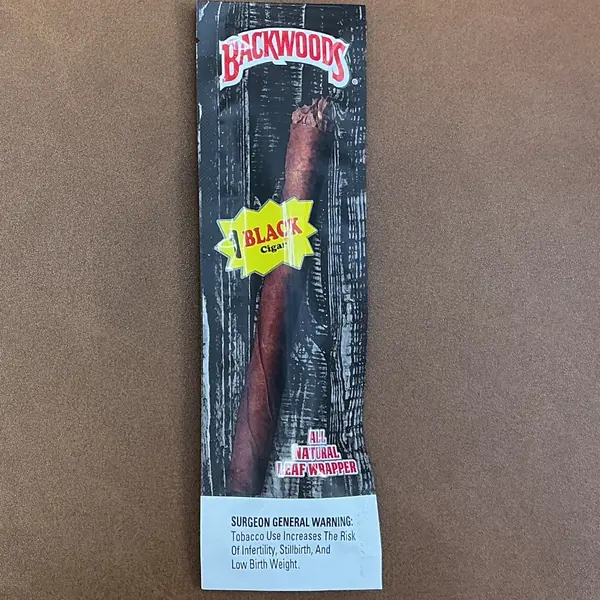 BACKWOODS®
1 BLACK
Cigar
ALL
NATURAL
LEAF WRAPPER
SURGEON GENERAL WARNING:
Tobacco Use Increases The Risk
Of Infertility, Stillbirth, And
Low Birth Weight.